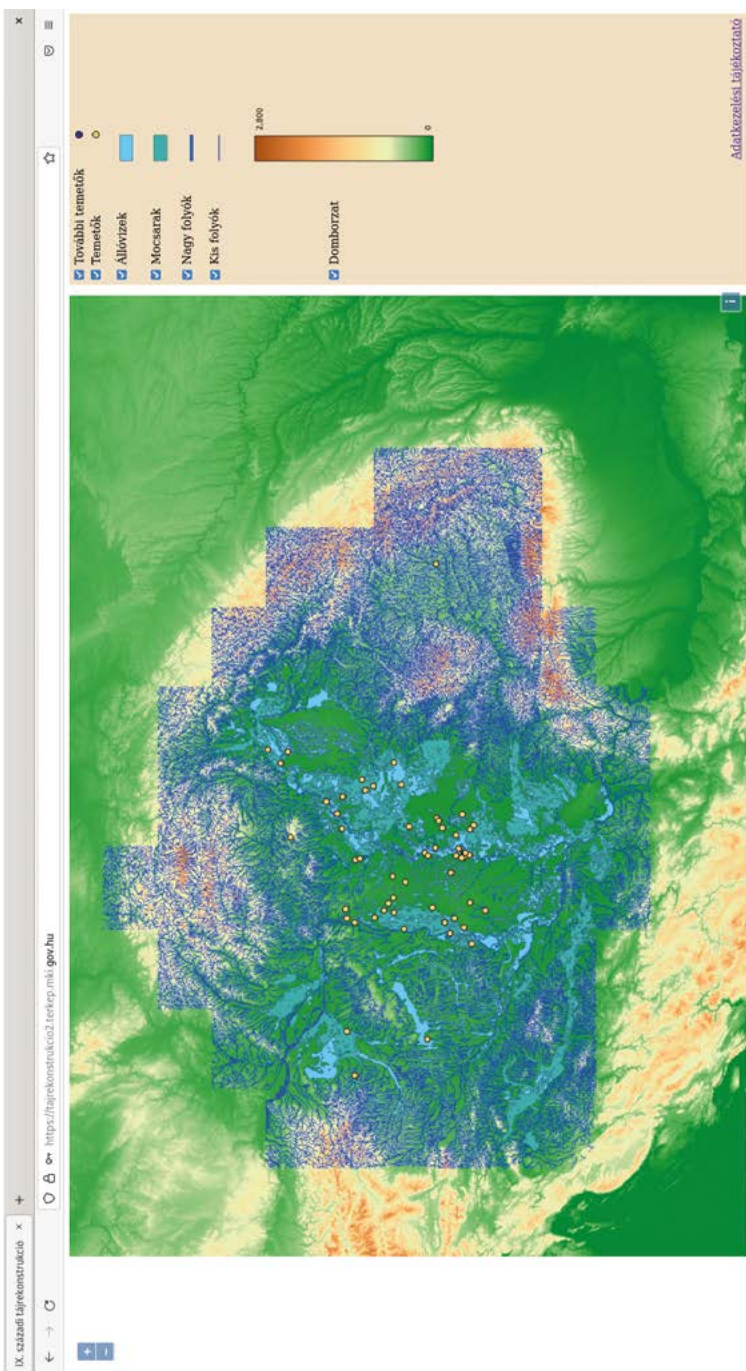 IX. századi tájrekonstrukció × +
https://tajrekonstrukcio2.terkep.mki.gov.hu
+
−
További temetők
Temetők
Állóvizek
Mocsarak
Nagy folyók
Kis folyók
2,800
Domborzat
0
i
Adatkezelési tájékoztató